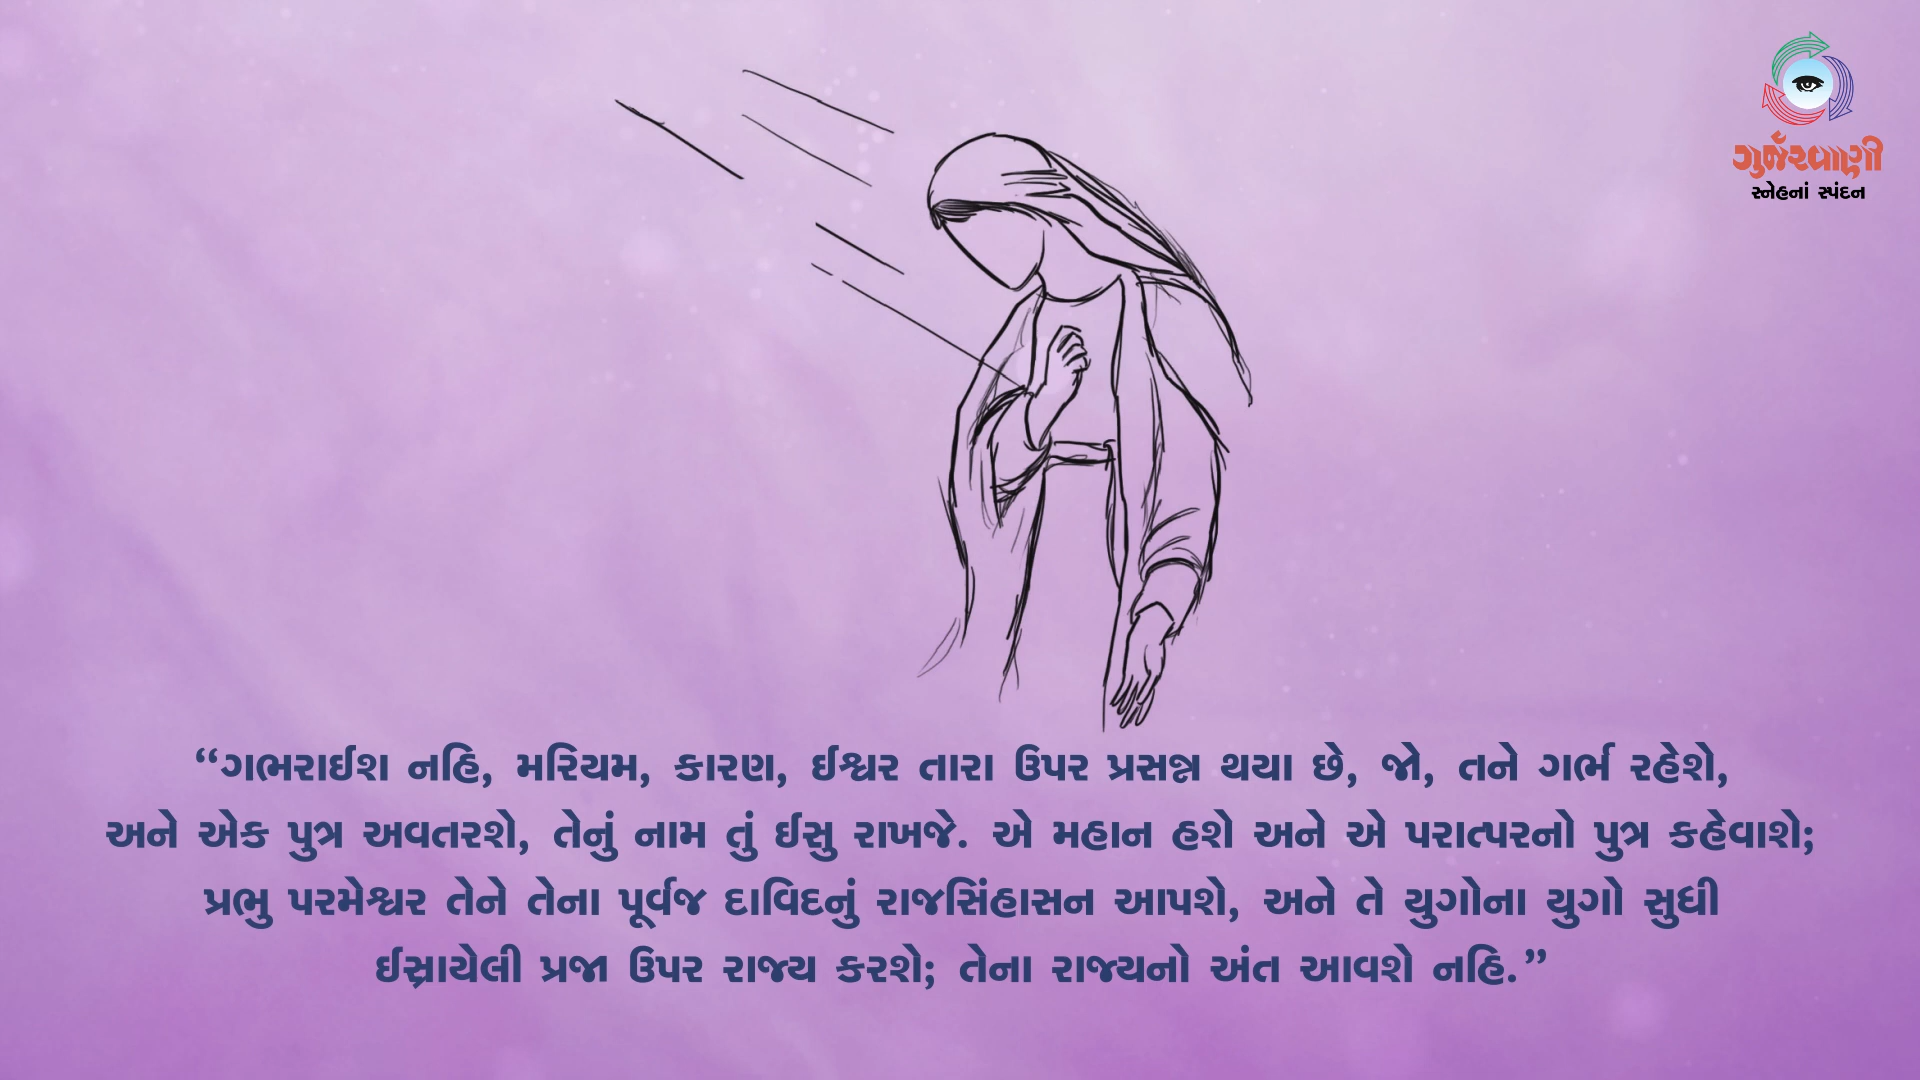 ગુર્જરવાણી
સ્નેહનાં સ્પંદન
“ગભરાઈશ નહિ, મરિયમ, કારણ, ઈશ્વર તારા ઉપર પ્રસન્ન થયા છે, જો, તને ગર્ભ રહેશે,
અને એક પુત્ર અવતરશે, તેનું નામ તું ઈસુ રાખજે. એ મહાન હશે અને એ પરાત્પરનો પુત્ર કહેવાશે;
પ્રભુ પરમેશ્વર તેને તેના પૂર્વજ દાવિદનું રાજસિંહાસન આપશે, અને તે યુગોના યુગો સુધી
ઈસ્રાયેલી પ્રજા ઉપર રાજ્ય કરશે; તેના રાજ્યનો અંત આવશે નહિ.”